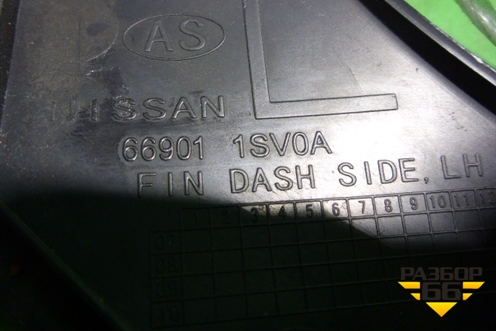 AS
NISSAN
L
66901 1SV0A
FIN DASH SIDE, LH
3 4 5 6 7 8 9 10 11 12
РАЗБОР
66